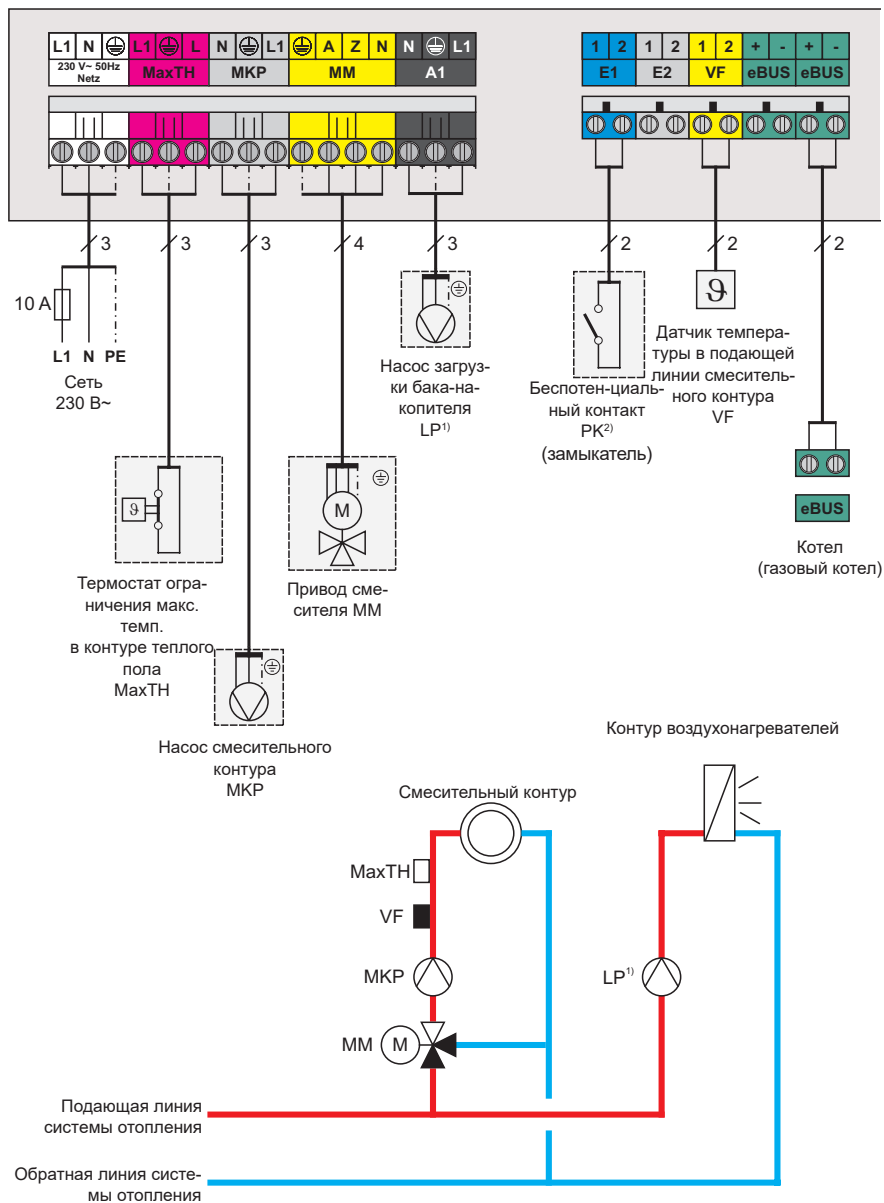 L1 N L1 L N L1 A Z N N L1
230 V~ 50Hz
Netz
MaxTH MKP MM A1
1 2 1 2 1 2 + - + -
E1 E2 VF eBUS eBUS
3 3 3 4 3 2 2 2
10 A
L1 N PE
Сеть
230 В~
Насос загруз-
ки бака-на-
копителя
LP1)
Беспотен-циаль-
ный контакт
PK2)
(замыкатель)
ϑ
Датчик темпера-
туры в подающей
линии смеситель-
ного контура
VF
eBUS
Котел
(газовый котел)
ϑ
Термостат огра-
ничения макс.
темп.
в контуре теплого
пола
MaxTH
M
Привод сме-
сителя ММ
Насос смесительного
контура
MKP
Контур воздухонагревателей
Смесительный контур
MaxTH
VF
MKP
LP1)
MM M
Подающая линия
системы отопления
Обратная линия систе-
мы отопления